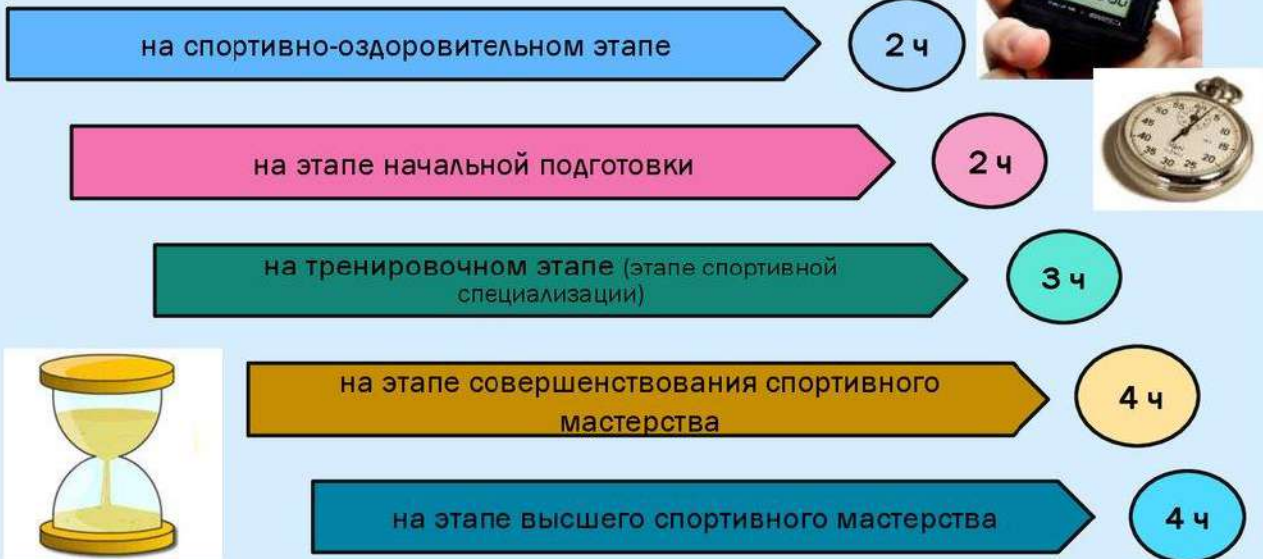 на спортивно-оздоровительном этапе
2 ч
на этапе начальной подготовки
2 ч
на тренировочном этапе (этапе спортивной
специализации)
3 ч
на этапе совершенствования спортивного
мастерства
4 ч
на этапе высшего спортивного мастерства
4 ч